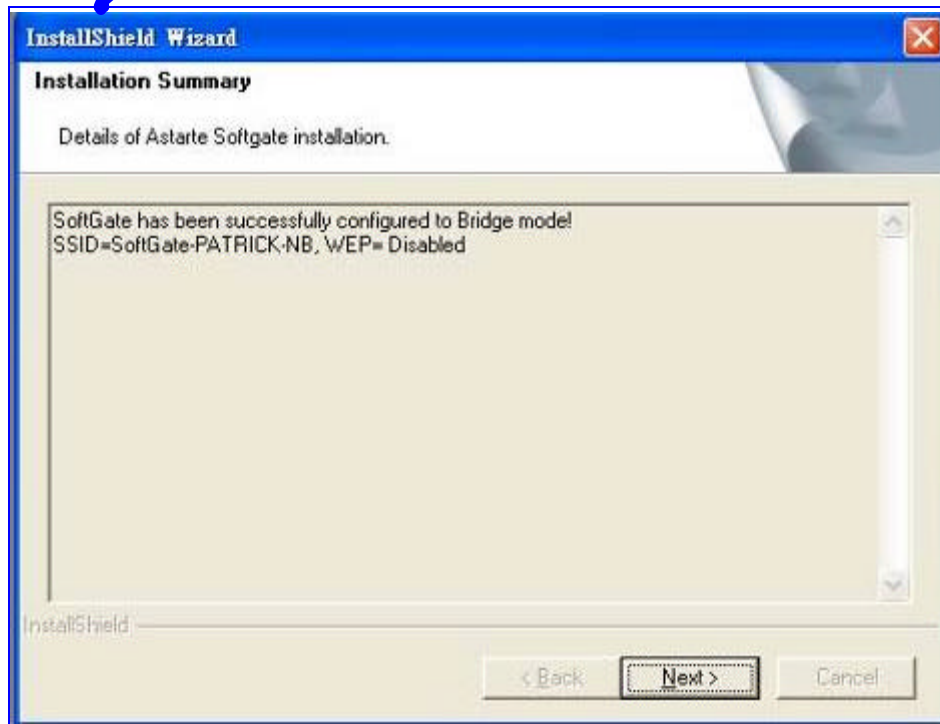 InstallShield Wizard
Installation Summary
Details of Astarte Softgate installation.
SoftGate has been successfully configured to Bridge mode!
SSID=SoftGate-PATRICK-NB, WEP= Disabled
InstallShield
< Back
Next >
Cancel